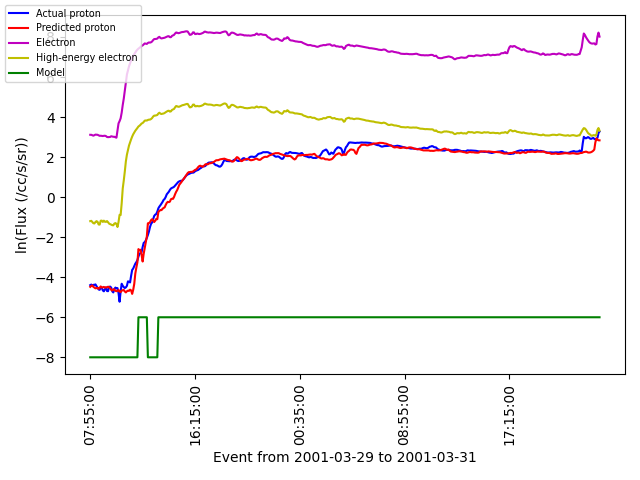 Actual proton
Predicted proton
Electron
High-energy electron
Model
ln(Flux (/cc/s/sr))
8
6
4
2
0
−2
−4
−6
−8
07:55:00
16:15:00
00:35:00
08:55:00
17:15:00
Event from 2001-03-29 to 2001-03-31